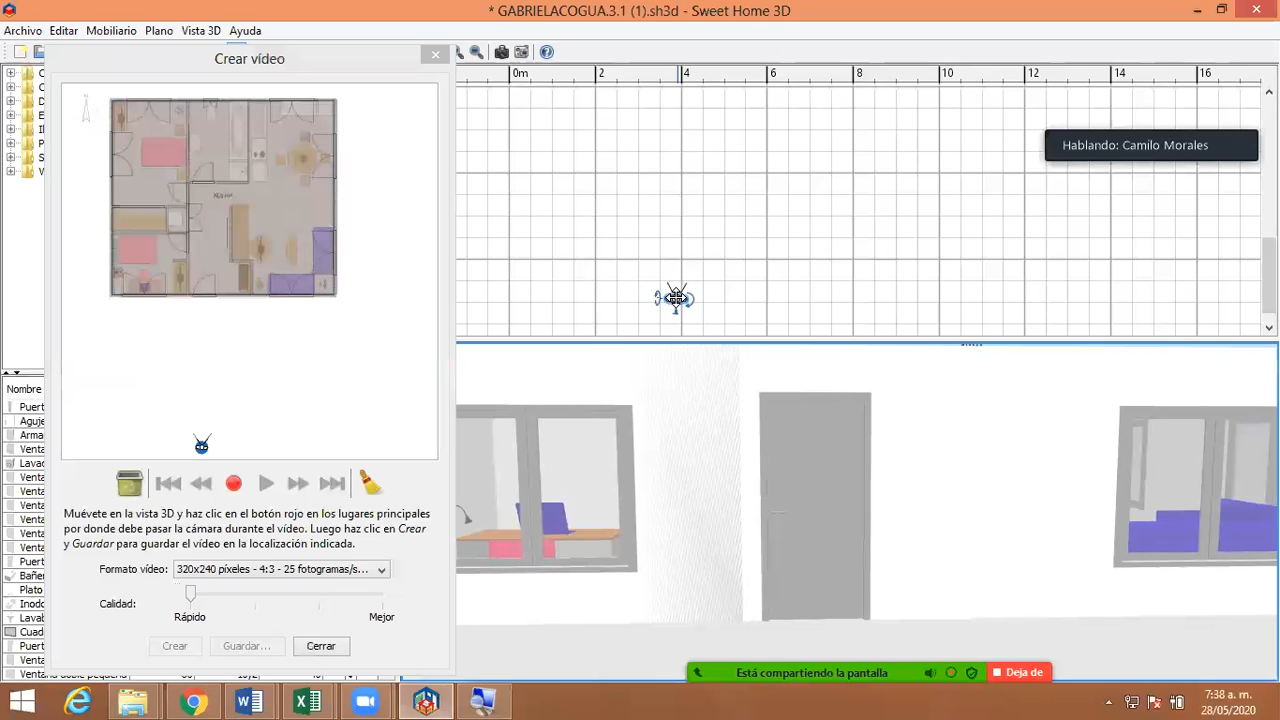 * GABRIELACOGUA.3.1 (1).sh3d - Sweet Home 3D
Archivo Editar Mobiliario Plano Vista 3D Ayuda
Crear vídeo
0m 2 4 6 8 10 12 14 16
Hablando: Camilo Morales
Nombre
Puert
Aguje
Arma
Venta
Lavad
Venta
Venta
Venta
Venta
Venta
Venta
Puert
Bañer
Plato
Inodo
Lavab
Cuad
Puert
Venta
Ventana doble pequeña
Muévete en la vista 3D y haz clic en el botón rojo en los lugares principales
por donde debe pasar la cámara durante el vídeo. Luego haz clic en Crear
y Guardar para guardar el vídeo en la localización indicada.
Formato vídeo: 320x240 píxeles - 4:3 - 25 fotogramas/s...
Calidad:
Rápido Mejor
Crear Guardar... Cerrar
Está compartiendo la pantalla Deja de
7:38 a. m.
28/05/2020